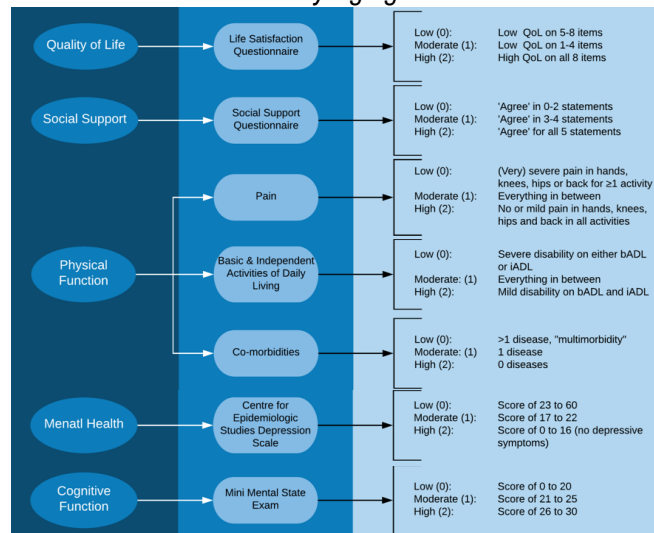 Quality of Life
Life Satisfaction
Questionnaire
Low (0): Low QoL on 5-8 items
Moderate (1): Low QoL on 1-4 items
High (2): High QoL on all 8 items
Social Support
Social Support
Questionnaire
Low (0): 'Agree' in 0-2 statements
Moderate (1): 'Agree' in 3-4 statements
High (2): 'Agree' for all 5 statements
Physical
Function
Pain
Low (0): (Very) severe pain in hands,
knees, hips or back for ≥1 activity
Moderate (1): Everything in between
High (2): No or mild pain in hands, knees,
hips and back in all activities
Basic & Independent
Activities of Daily
Living
Low (0): Severe disability on either bADL
or iADL
Moderate: (1) Everything in between
High (2): Mild disability on bADL and iADL
Co-morbidities
Low (0): >1 disease, "multimorbidity"
Moderate: (1) 1 disease
High (2): 0 diseases
Menatl Health
Centre for
Epidemiologic
Studies Depression
Scale
Low (0): Score of 23 to 60
Moderate (1): Score of 17 to 22
High (2): Score of 0 to 16 (no depressive
symptoms)
Cognitive
Function
Mini Mental State
Exam
Low (0): Score of 0 to 20
Moderate (1): Score of 21 to 25
High (2): Score of 26 to 30